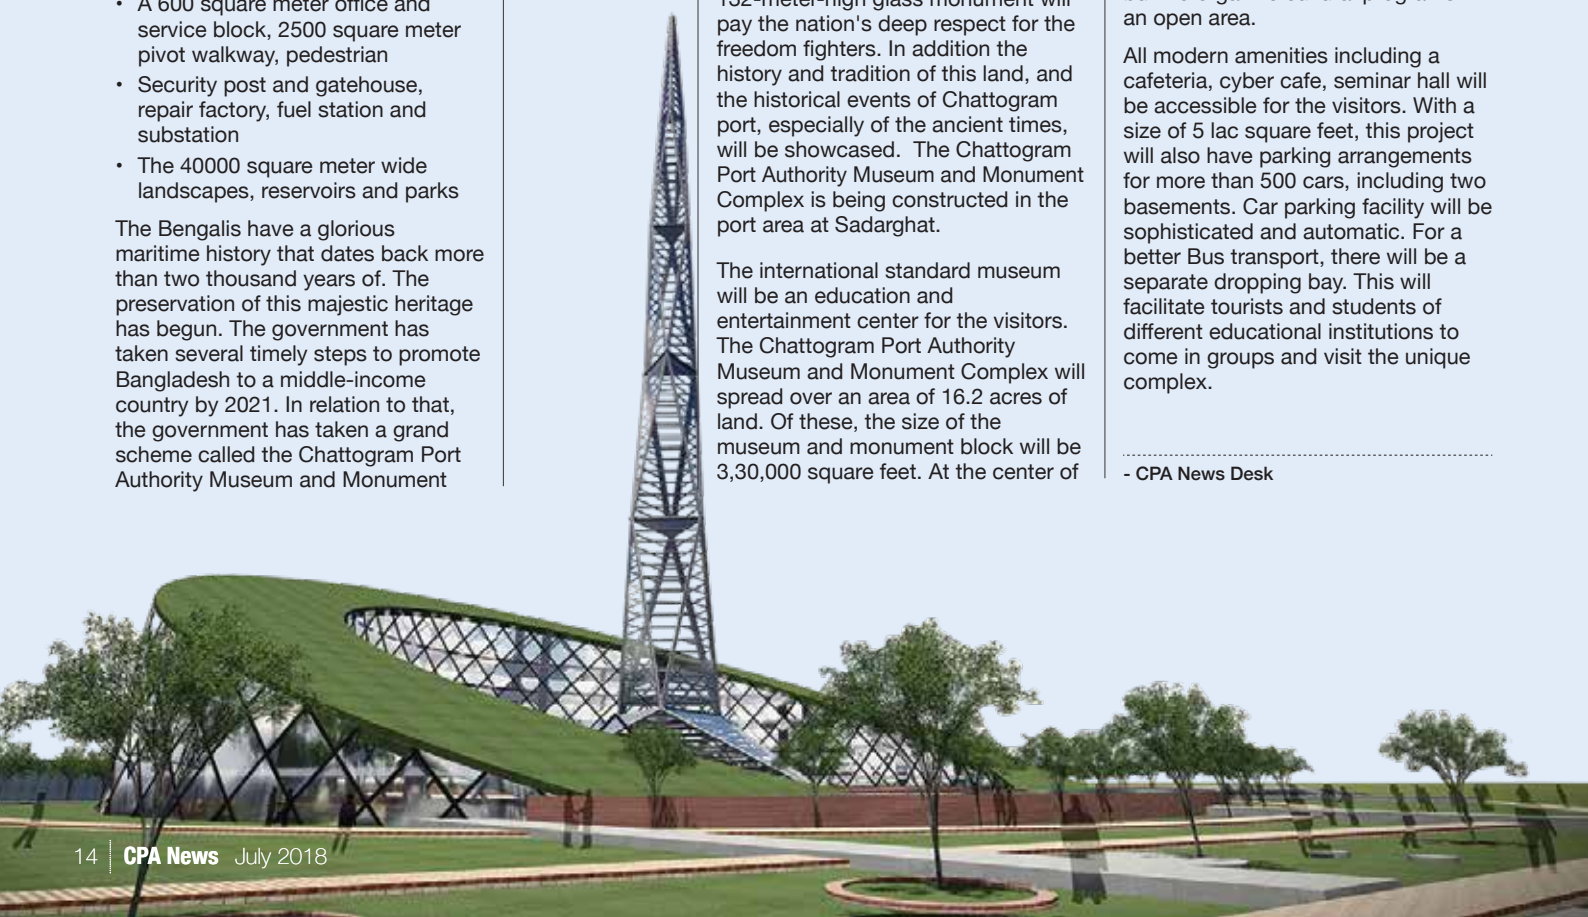 • A 600 square meter office and
service block, 2500 square meter
pivot walkway, pedestrian
• Security post and gatehouse,
repair factory, fuel station and
substation
• The 40000 square meter wide
landscapes, reservoirs and parks
The Bengalis have a glorious
maritime history that dates back more
than two thousand years of. The
preservation of this majestic heritage
has begun. The government has
taken several timely steps to promote
Bangladesh to a middle-income
country by 2021. In relation to that,
the government has taken a grand
scheme called the Chattogram Port
Authority Museum and Monument
132-meter-high glass monument will
pay the nation's deep respect for the
freedom fighters. In addition the
history and tradition of this land, and
the historical events of Chattogram
port, especially of the ancient times,
will be showcased. The Chattogram
Port Authority Museum and Monument
Complex is being constructed in the
port area at Sadarghat.
The international standard museum
will be an education and
entertainment center for the visitors.
The Chattogram Port Authority
Museum and Monument Complex will
spread over an area of 16.2 acres of
land. Of these, the size of the
museum and monument block will be
3,30,000 square feet. At the center of
an open area.
All modern amenities including a
cafeteria, cyber cafe, seminar hall will
be accessible for the visitors. With a
size of 5 lac square feet, this project
will also have parking arrangements
for more than 500 cars, including two
basements. Car parking facility will be
sophisticated and automatic. For a
better Bus transport, there will be a
separate dropping bay. This will
facilitate tourists and students of
different educational institutions to
come in groups and visit the unique
complex.
- CPA News Desk
14 CPA News July 2018